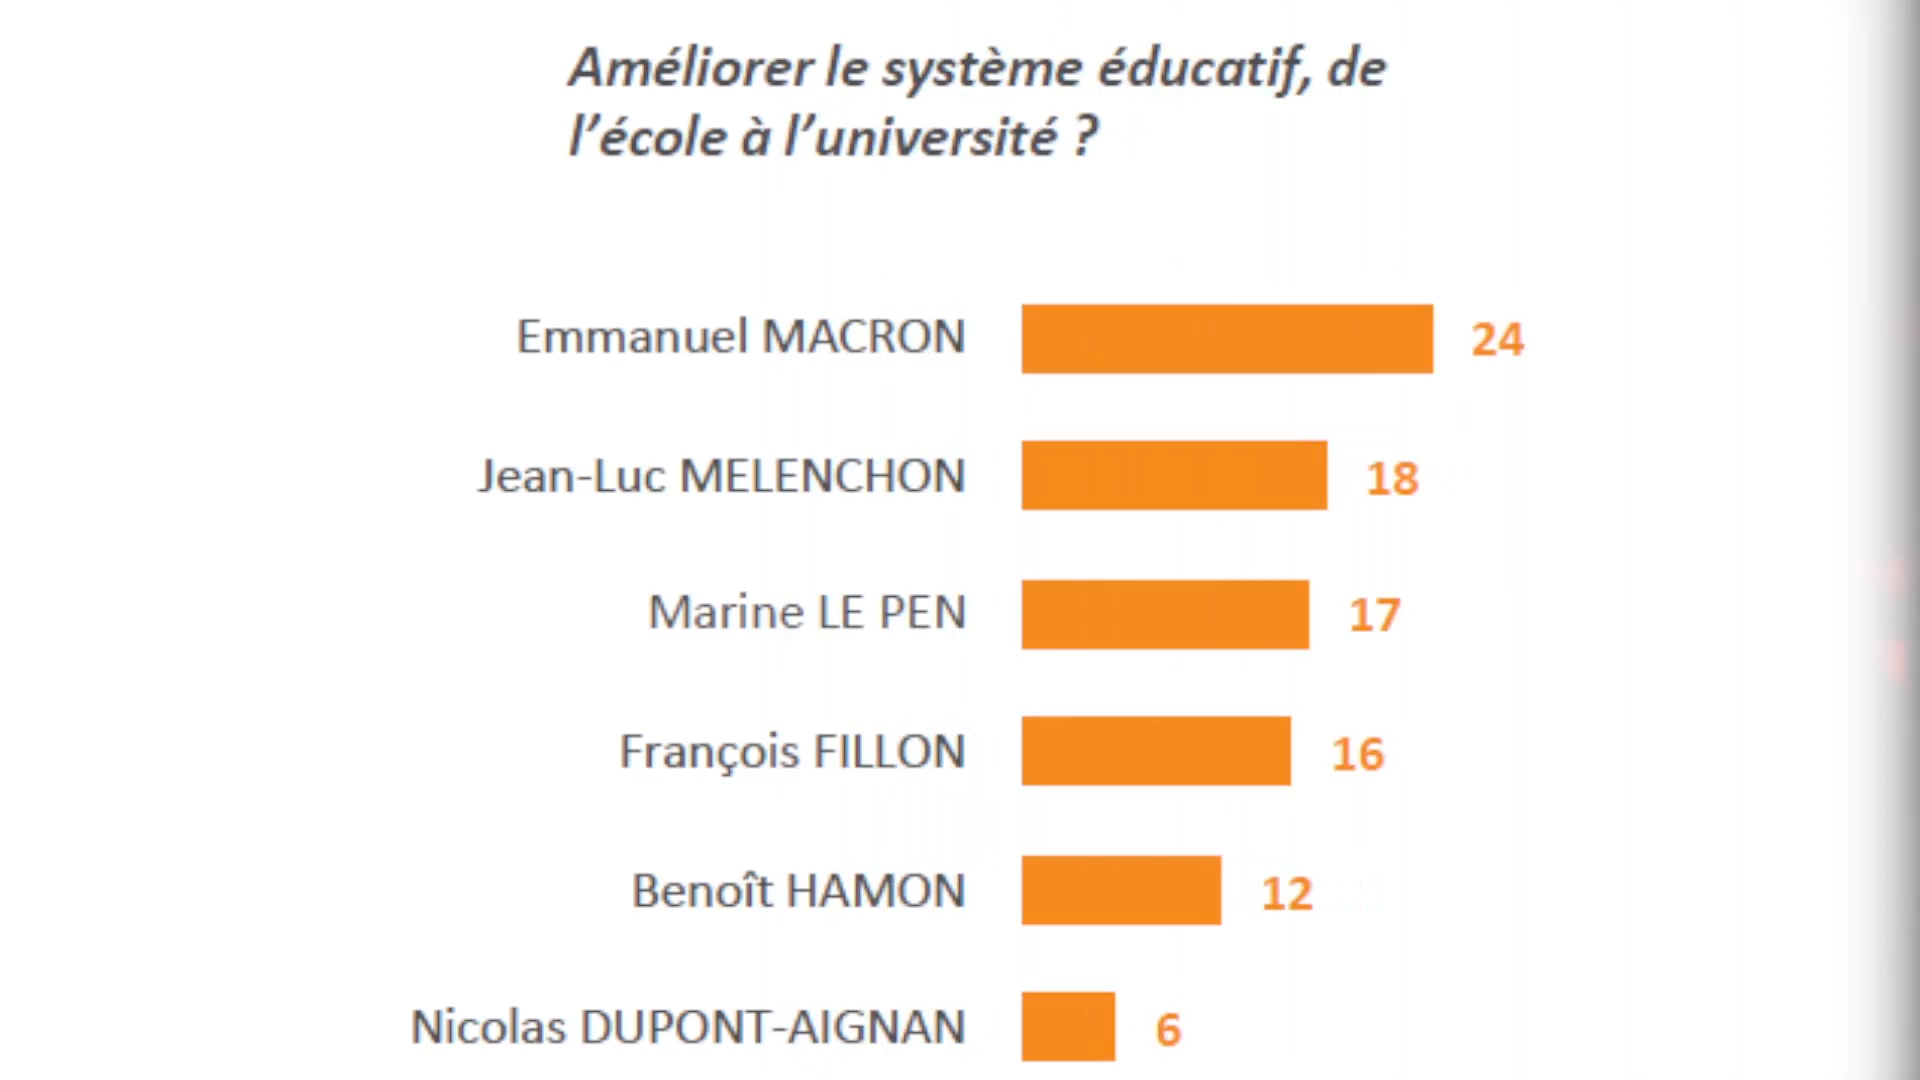 Améliorer le système éducatif, de
l’école à l’université ?
Emmanuel MACRON 24
Jean-Luc MELENCHON 18
Marine LE PEN 17
François FILLON 16
Benoît HAMON 12
Nicolas DUPONT-AIGNAN 6